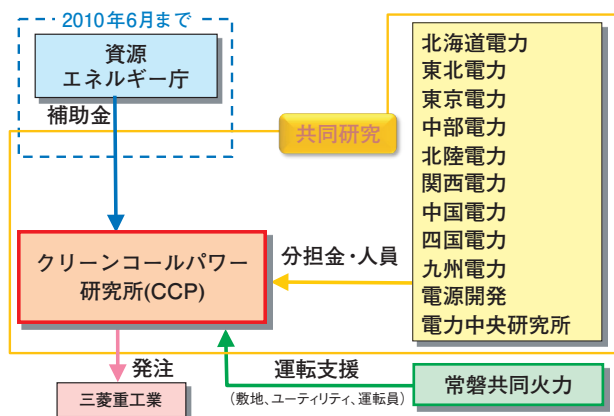 2010年6月まで
資源
エネルギー庁
補助金
共同研究
北海道電力
東北電力
東京電力
中部電力
北陸電力
関西電力
中国電力
四国電力
九州電力
電源開発
電力中央研究所
クリーンコールパワー
研究所(CCP)
分担金・人員
発注
三菱重工業
運転支援
(敷地、ユーティリティ、運転員)
常磐共同火力